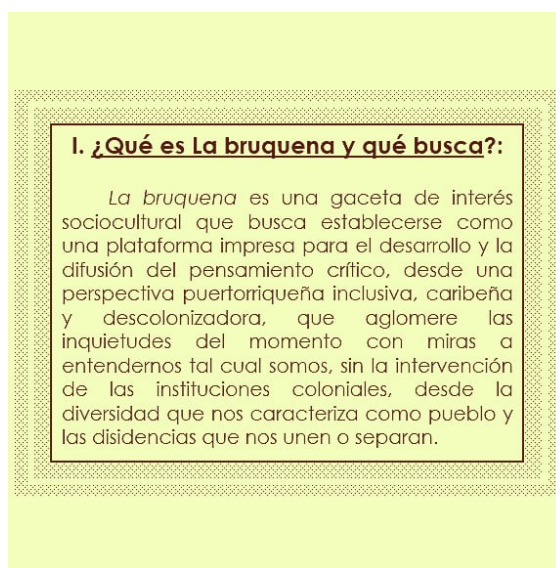 I. ¿Qué es La bruquena y qué busca?:
La bruquena es una gaceta de interés
sociocultural que busca establecerse como
una plataforma impresa para el desarrollo y la
difusión del pensamiento crítico, desde una
perspectiva puertorriqueña inclusiva, caribeña
y descolonizadora, que aglomere las
inquietudes del momento con miras a
entendernos tal cual somos, sin la intervención
de las instituciones coloniales, desde la
diversidad que nos caracteriza como pueblo y
las disidencias que nos unen o separan.